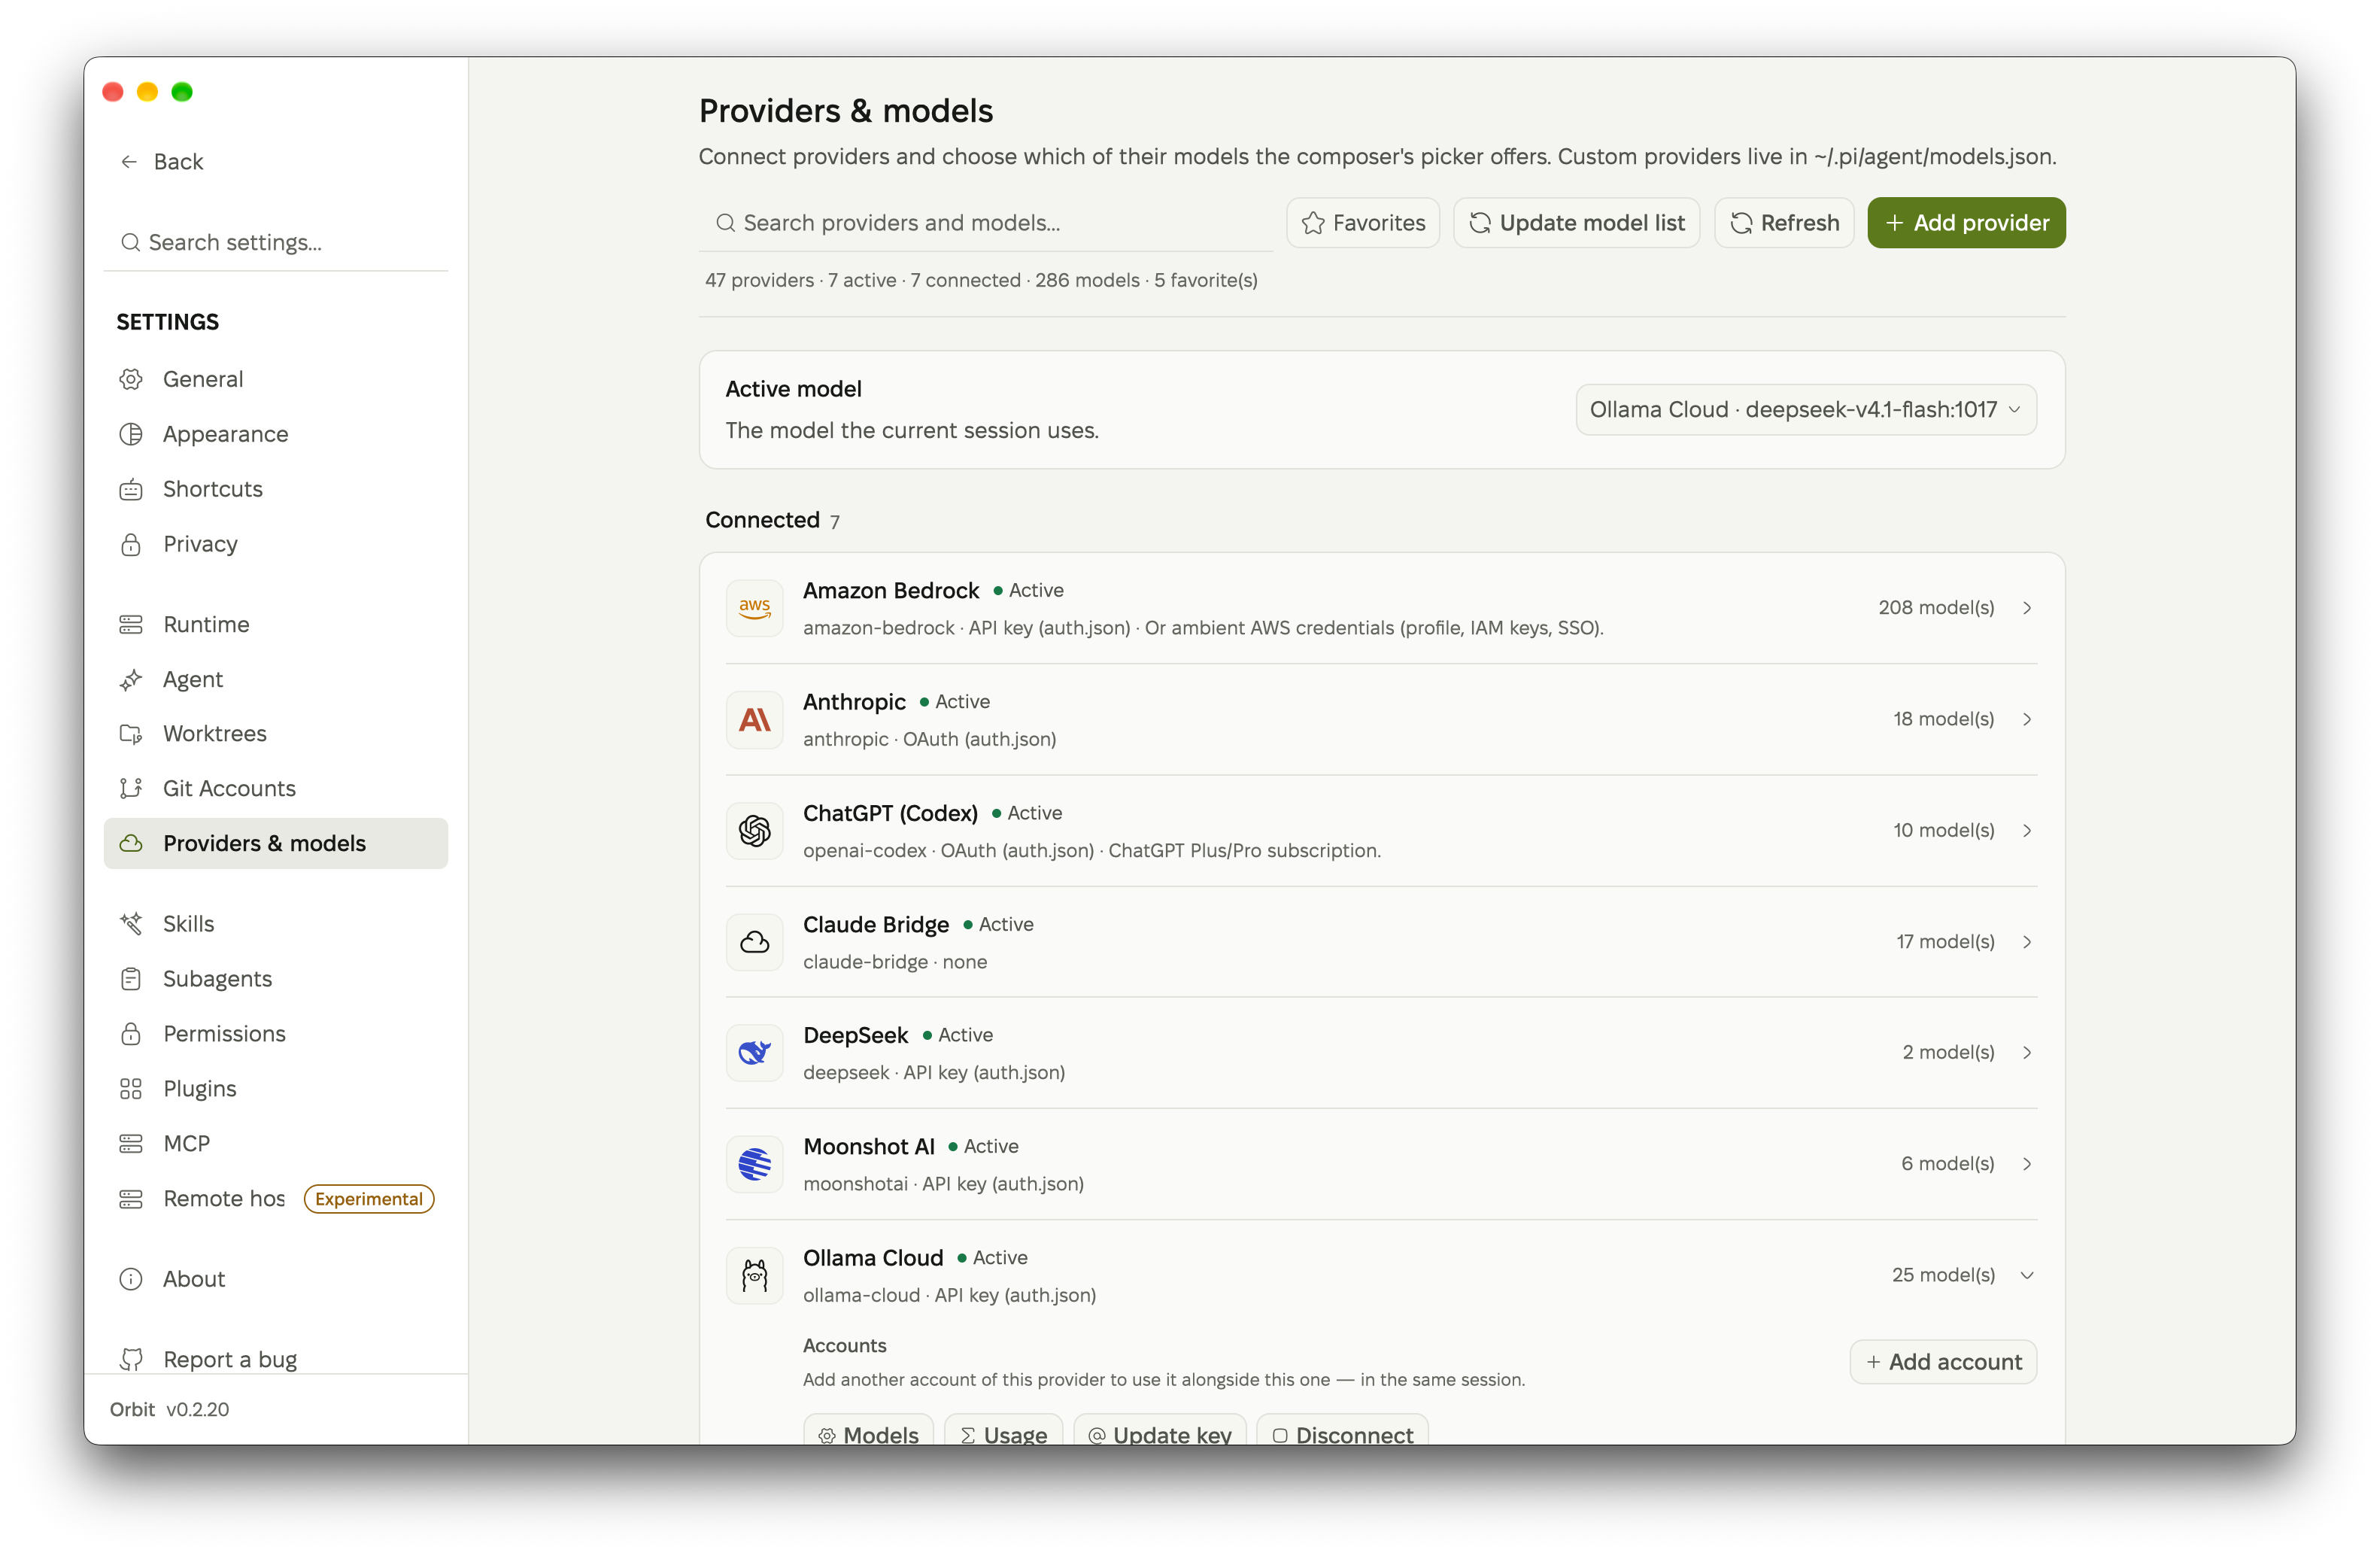 Back
Search settings...
SETTINGS
General
Appearance
Shortcuts
Privacy
Runtime
Agent
Worktrees
Git Accounts
Providers & models
Skills
Subagents
Permissions
Plugins
MCP
Remote hos Experimental
About
Report a bug
Orbit v0.2.20
Providers & models
Connect providers and choose which of their models the composer's picker offers. Custom providers live in ~/.pi/agent/models.json.
Search providers and models... Favorites Update model list Refresh + Add provider
47 providers · 7 active · 7 connected · 286 models · 5 favorite(s)
Active model
The model the current session uses.
Ollama Cloud · deepseek-v4.1-flash:1017
Connected 7
aws
Amazon Bedrock Active
amazon-bedrock · API key (auth.json) · Or ambient AWS credentials (profile, IAM keys, SSO).
208 model(s)
Anthropic Active
anthropic · OAuth (auth.json)
18 model(s)
ChatGPT (Codex) Active
openai-codex · OAuth (auth.json) · ChatGPT Plus/Pro subscription.
10 model(s)
Claude Bridge Active
claude-bridge · none
17 model(s)
DeepSeek Active
deepseek · API key (auth.json)
2 model(s)
Moonshot AI Active
moonshotai · API key (auth.json)
6 model(s)
Ollama Cloud Active
ollama-cloud · API key (auth.json)
25 model(s)
Accounts
Add another account of this provider to use it alongside this one — in the same session.
+ Add account
Models Usage Update key Disconnect